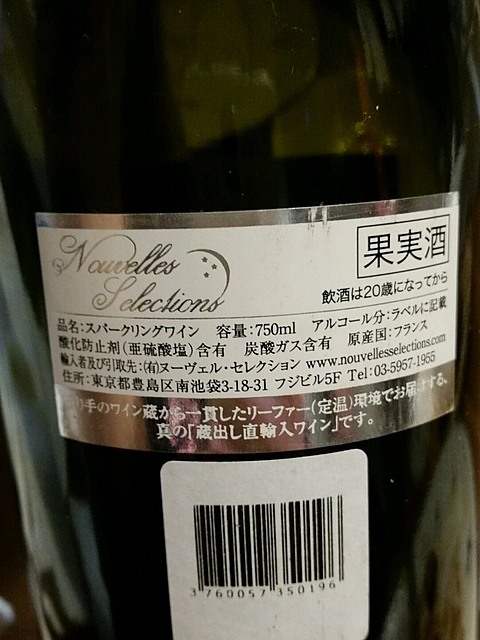 Nouvelles
Selections
果実酒
飲酒は20歳になってから
品名:スパークリングワイン 容量:750ml アルコール分:ラベルに記載
酸化防止剤(亜硫酸塩)含有 炭酸ガス含有 原産国:フランス
輸入者及び引取先:(有)ヌーヴェル・セレクション www.nouvellesselections.com
住所:東京都豊島区南池袋3-18-31 フジビル5F Tel:03-5957-1955
り手のワイン蔵から一貫したリーファー(定温)環境でお届けする、
真の「蔵出し直輸入ワイン」です。
3 760057 350196